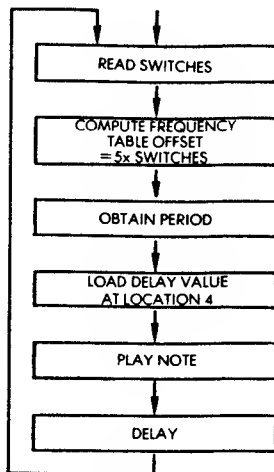 READ SWITCHES
COMPUTE FREQUENCY
TABLE OFFSET
= 5x SWITCHES
OBTAIN PERIOD
LOAD DELAY VALUE
AT LOCATION 4
PLAY NOTE
DELAY